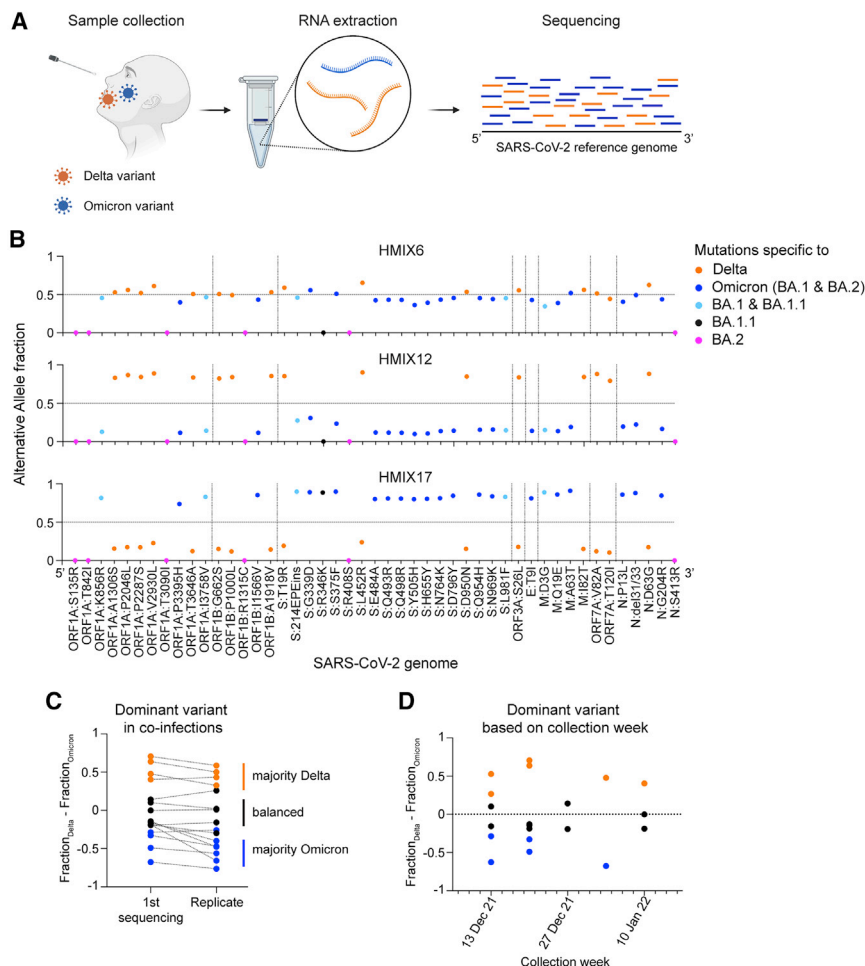 A
Sample collection
RNA extraction
Sequencing
5'
3'
SARS-CoV-2 reference genome
Delta variant
Omicron variant
B
HMIX6
1
0.5
0
HMIX12
1
0.5
0
HMIX17
1
0.5
0
Alternative Allele fraction
Mutations specific to
Delta
Omicron (BA.1 & BA.2)
BA.1 & BA.1.1
BA.1.1
BA.2
5'
3'
ORF1A:S135R
ORF1A:T842I
ORF1A:K856R
ORF1A:A1306S
ORF1A:P2046L
ORF1A:P2287S
ORF1A:V2930L
ORF1A:T3090I
ORF1A:P3395H
ORF1A:T3646A
ORF1A:I3758V
ORF1B:G662S
ORF1B:P1000L
ORF1B:R1315C
ORF1B:I1566V
ORF1B:A1918V
S:T19R
S:214EPEins
S:G339D
S:R346K
S:S375F
S:R408S
S:L452R
S:E484A
S:Q493R
S:Q498R
S:Y505H
S:H655Y
S:N764K
S:D796Y
S:D950N
S:Q954H
S:N969K
S:L981F
ORF3A:S26L
E:T9I
M:D3G
M:Q19E
M:A63T
M:I82T
ORF7A:V82A
ORF7A:T120I
N:P13L
N:del31/33
N:D63G
N:G204R
N:S413R
SARS-CoV-2 genome
C
Dominant variant
in co-infections
1
0.5
0
-0.5
-1
Fraction Delta - Fraction Omicron
majority Delta
balanced
majority Omicron
1st
sequencing
Replicate
D
Dominant variant
based on collection week
1
0.5
0
-0.5
-1
Fraction Delta - Fraction Omicron
13 Dec 21
27 Dec 21
10 Jan 22
Collection week